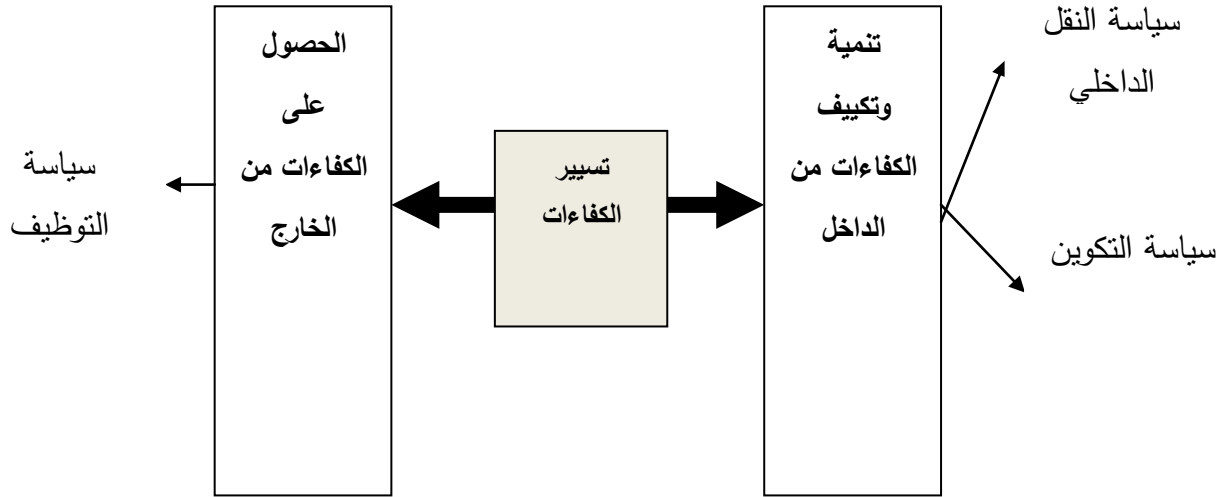 سياسة النقل
الداخلي
سياسة التكوين
تنمية
وتكييف
الكفاءات من
الداخل
تسيير
الكفاءات
الحصول
على
الكفاءات من
الخارج
سياسة
التوظيف